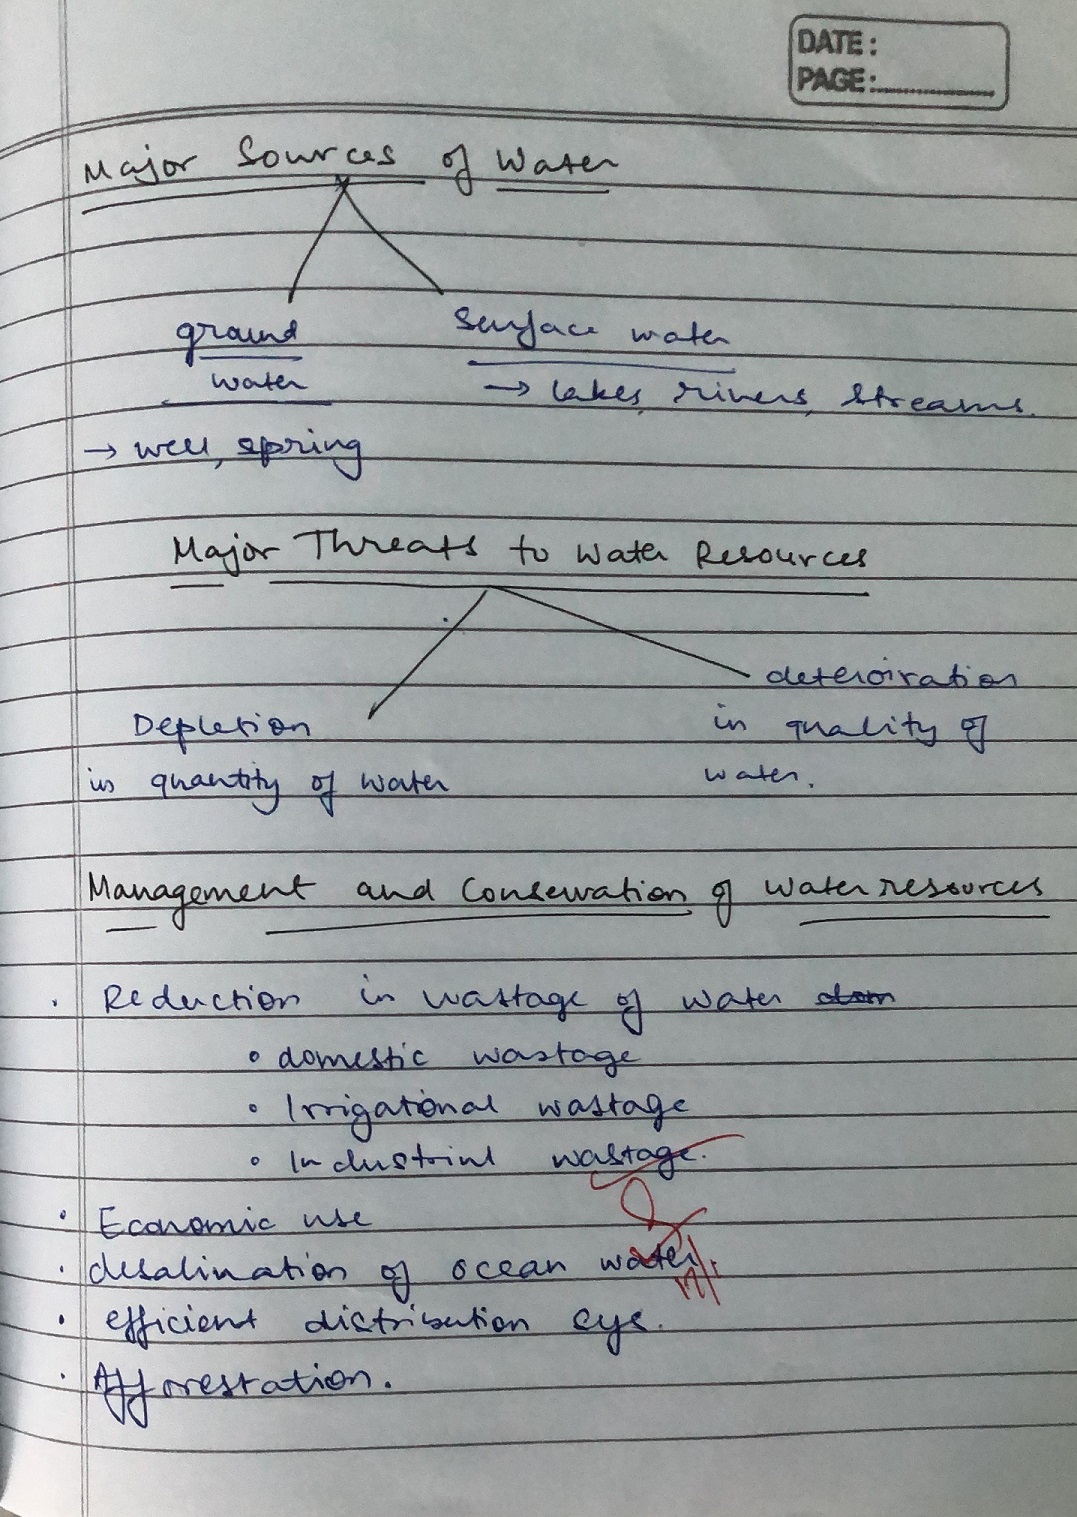 DATE:
PAGE:
Major Sources of Water
ground
water
Surface water
→ lakes, rivers, streams.
→ well, spring
Major Threats to Water Resources
Depletion
in quantity of water
deteroiration
in quality of
water.
Management and Conservation of Water resources
. Reduction in wastage of water
• domestic wastage
• Irrigational wastage
• Industrial wastage.
• Economic use
. desalination of ocean water
• efficient distribution sys.
. Afforestation.